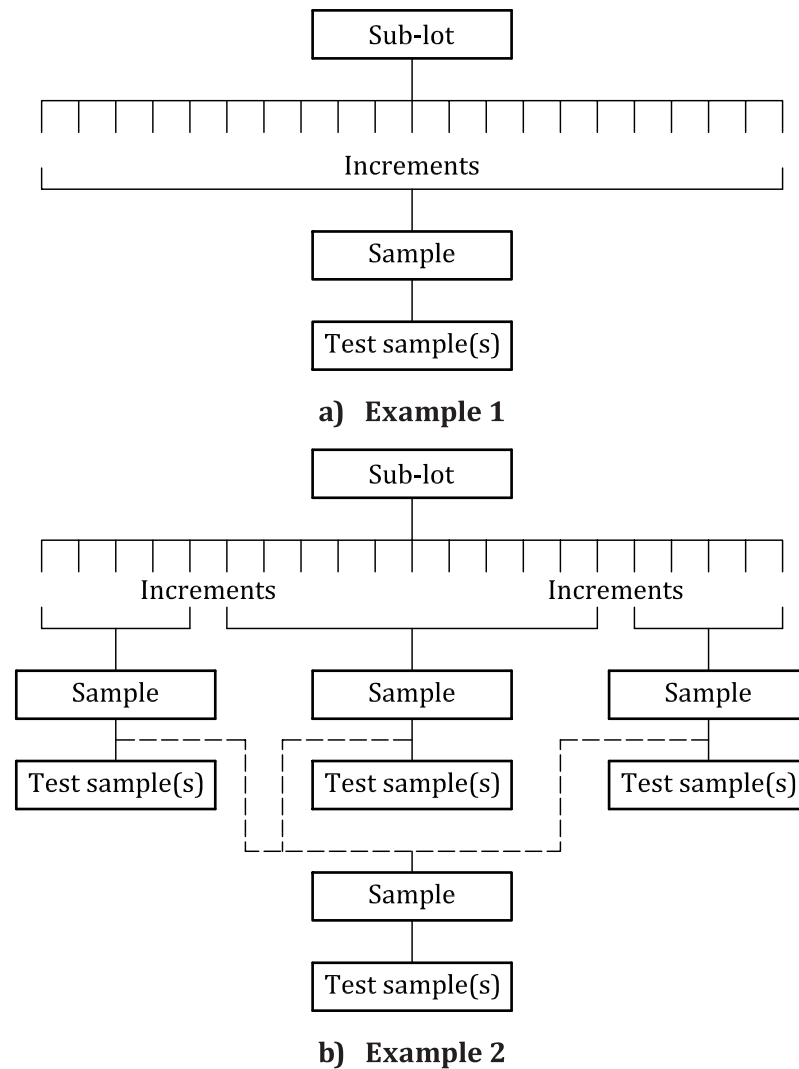 Sub-lot
Increments
Sample
Test sample(s)
a) Example 1
Sub-lot
Increments Increments
Sample Sample Sample
Test sample(s) Test sample(s) Test sample(s)
Sample
Test sample(s)
b) Example 2